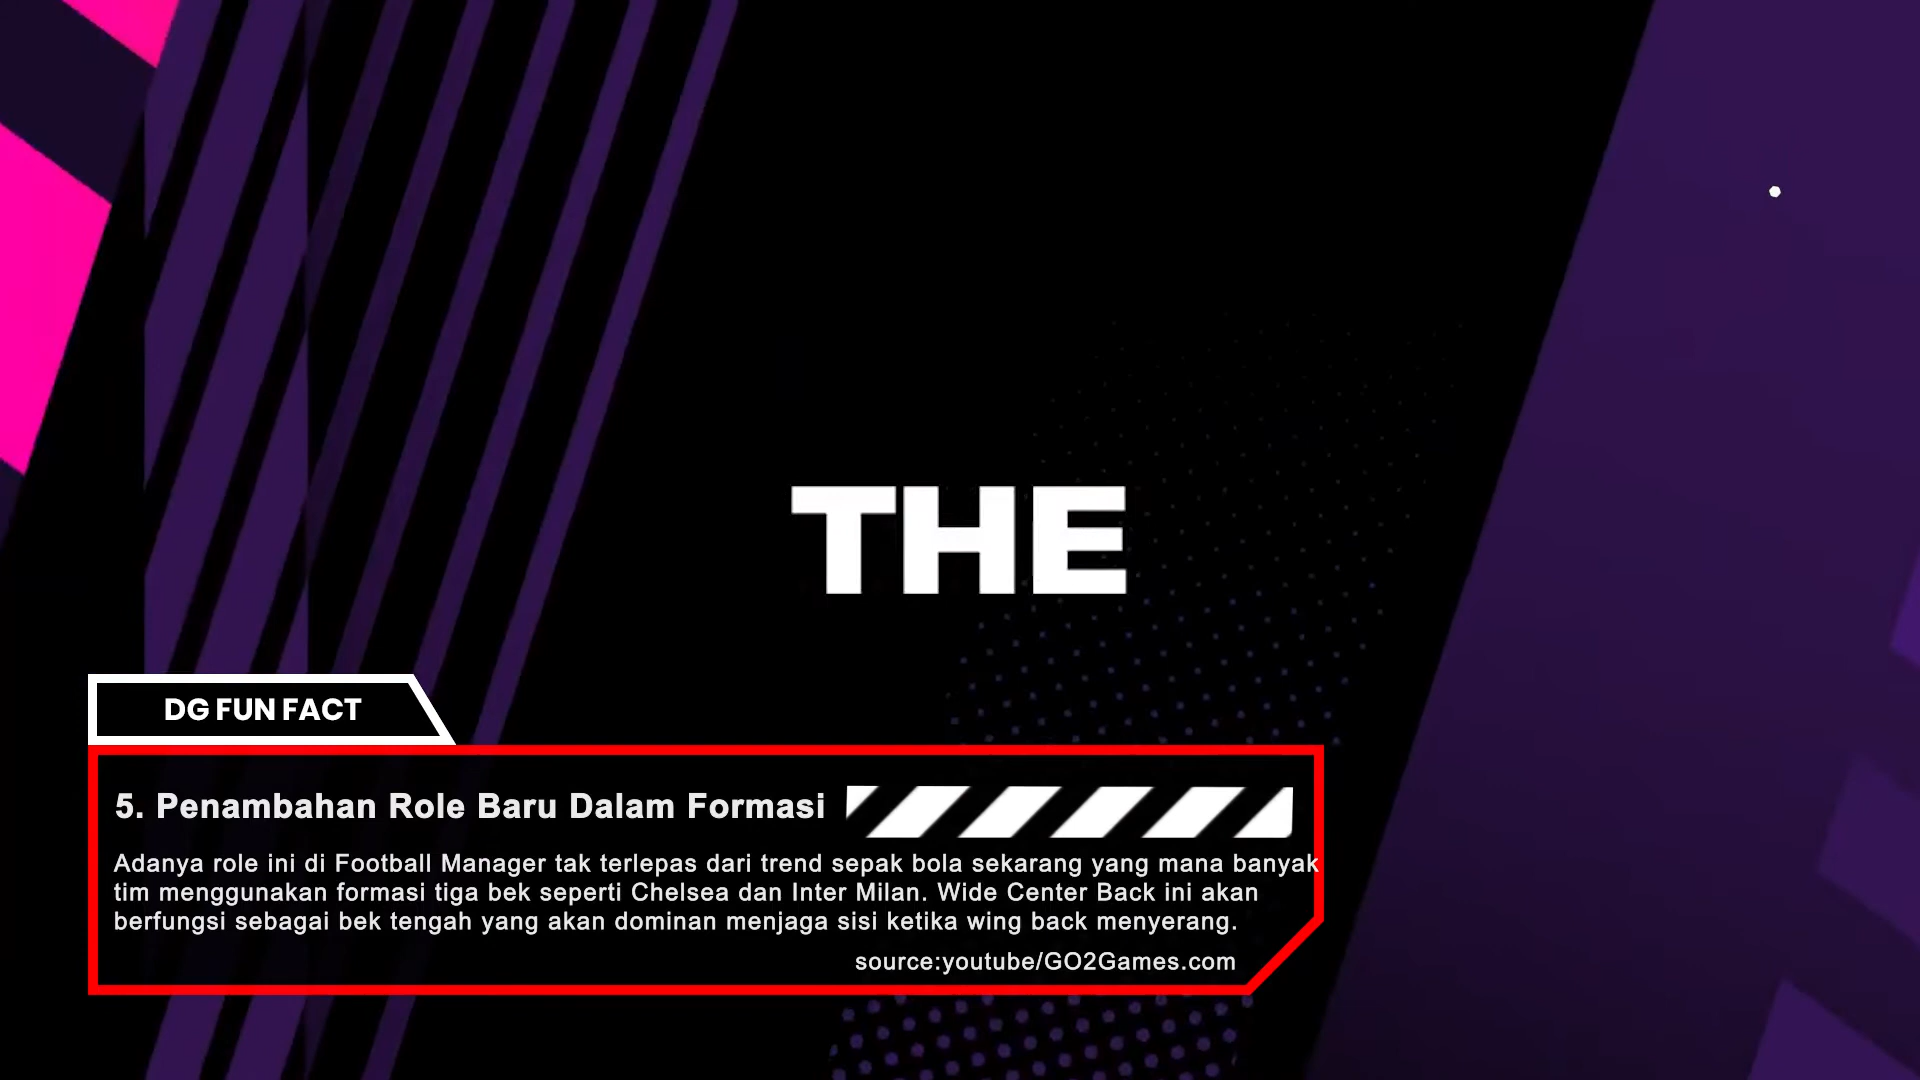 THE
DG FUN FACT
5. Penambahan Role Baru Dalam Formasi
Adanya role ini di Football Manager tak terlepas dari trend sepak bola sekarang yang mana banyak
tim menggunakan formasi tiga bek seperti Chelsea dan Inter Milan. Wide Center Back ini akan
berfungsi sebagai bek tengah yang akan dominan menjaga sisi ketika wing back menyerang.
source:youtube/GO2Games.com